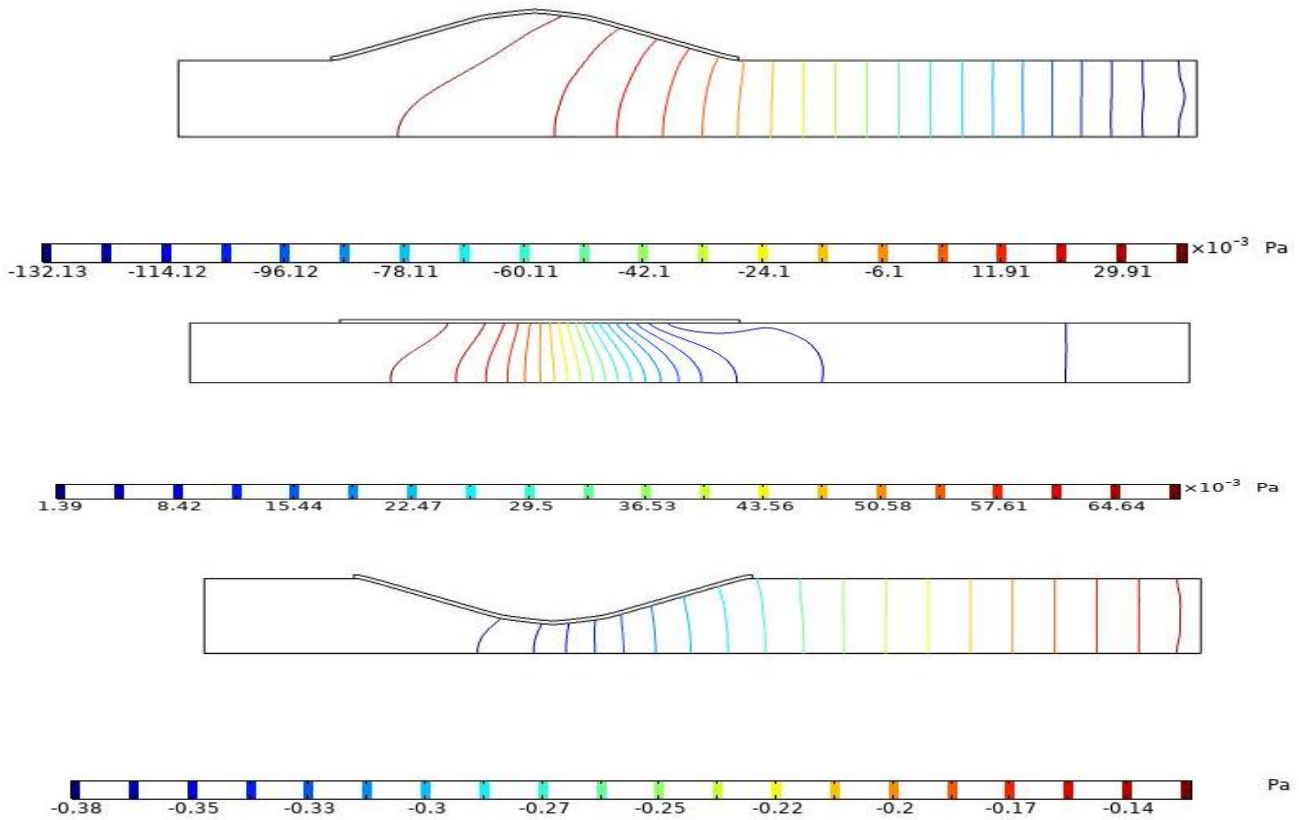 ×10⁻³ Pa
-132.13 -114.12 -96.12 -78.11 -60.11 -42.1 -24.1 -6.1 11.91 29.91
×10⁻³ Pa
1.39 8.42 15.44 22.47 29.5 36.53 43.56 50.58 57.61 64.64
Pa
-0.38 -0.35 -0.33 -0.3 -0.27 -0.25 -0.22 -0.2 -0.17 -0.14